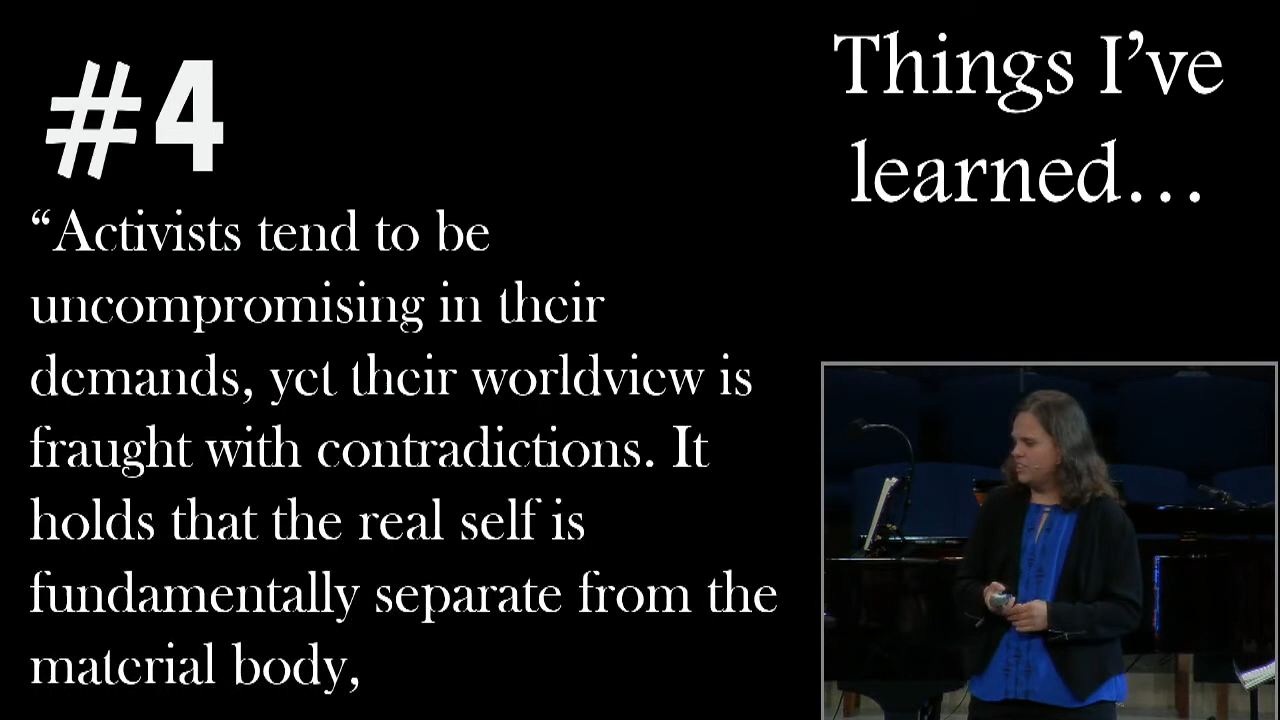 #4
“Activists tend to be
uncompromising in their
demands, yet their worldview is
fraught with contradictions. It
holds that the real self is
fundamentally separate from the
material body,
Things I’ve
learned…